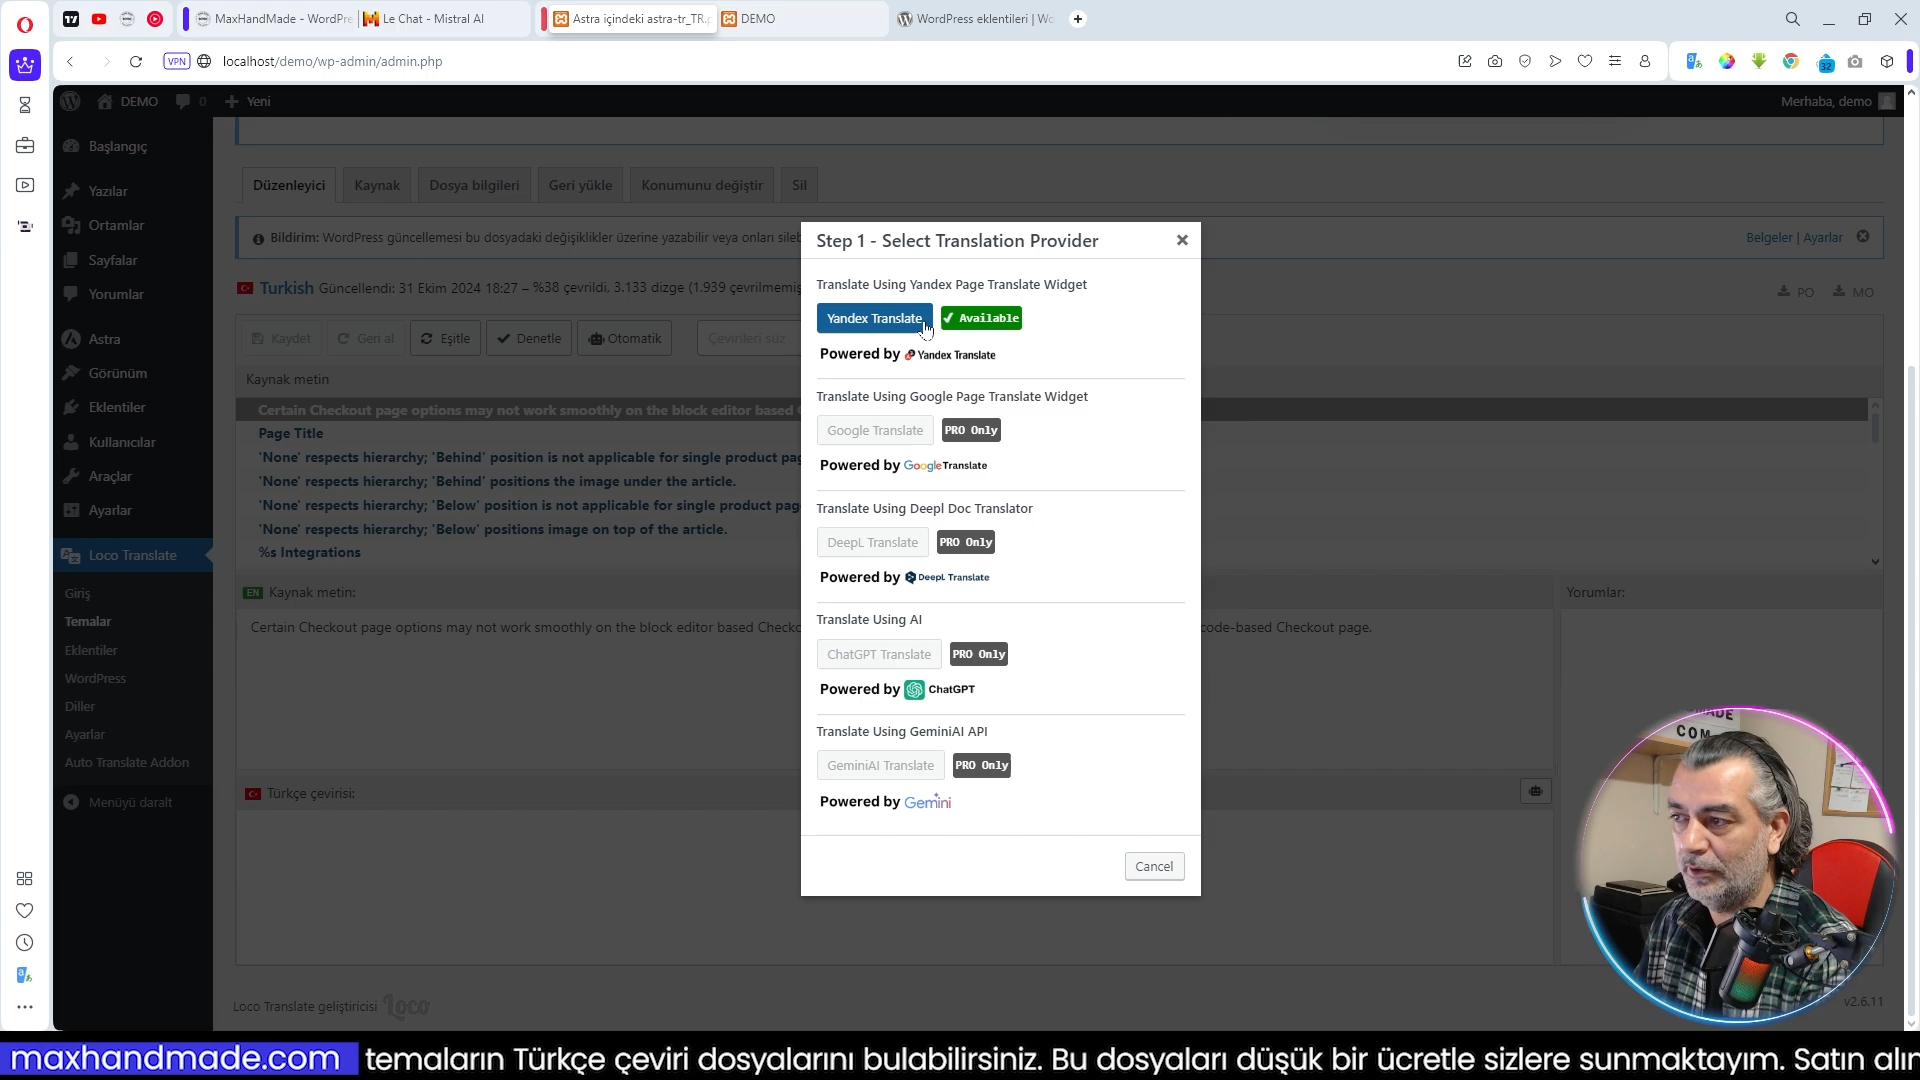 MaxHandMade - WordPre
Le Chat - Mistral AI
Astra içindeki astra-tr_TR.p
DEMO
WordPress eklentileri | Wo
VPN
localhost/demo/wp-admin/admin.php
32
DEMO
0
Yeni
Merhaba, demo
Başlangıç
Yazılar
Ortamlar
Sayfalar
Yorumlar
Astra
Görünüm
Eklentiler
Kullanıcılar
Araçlar
Ayarlar
Loco Translate
Giriş
Temalar
Eklentiler
WordPress
Diller
Ayarlar
Auto Translate Addon
Menüyü daralt
Düzenleyici
Kaynak
Dosya bilgileri
Geri yükle
Konumunu değiştir
Sil
Bildirim: WordPress güncellemesi bu dosyadaki değişiklikler üzerine yazabilir veya onları
Belgeler | Ayarlar
Turkish Güncellendi: 31 Ekim 2024 18:27 – %38 çevrildi, 3.133 dizge (1.939 çevrilmemiş
PO
MO
Kaydet
Geri al
Eşitle
Denetle
Otomatik
Çevirileri süz
Kaynak metin
Certain Checkout page options may not work smoothly on the block editor based
Page Title
'None' respects hierarchy; 'Behind' position is not applicable for single product
'None' respects hierarchy; 'Behind' positions the image under the article.
'None' respects hierarchy; 'Below' position is not applicable for single product
'None' respects hierarchy; 'Below' positions image on top of the article.
%s Integrations
EN Kaynak metin:
Yorumlar:
Certain Checkout page options may not work smoothly on the block editor based
code-based Checkout page.
Türkçe çevirisi:
Loco Translate geliştiricisi Loco
v2.6.11
Step 1 - Select Translation Provider
Translate Using Yandex Page Translate Widget
Yandex Translate
Available
Powered by Yandex Translate
Translate Using Google Page Translate Widget
Google Translate
PRO Only
Powered by Google Translate
Translate Using Deepl Doc Translator
DeepL Translate
PRO Only
Powered by DeepL Translate
Translate Using AI
ChatGPT Translate
PRO Only
Powered by ChatGPT
Translate Using GeminiAI API
GeminiAI Translate
PRO Only
Powered by Gemini
Cancel
COM
maxhandmade.com temaların Türkçe çeviri dosyalarını bulabilirsiniz. Bu dosyaları düşük bir ücretle sizlere sunmaktayım. Satın alın